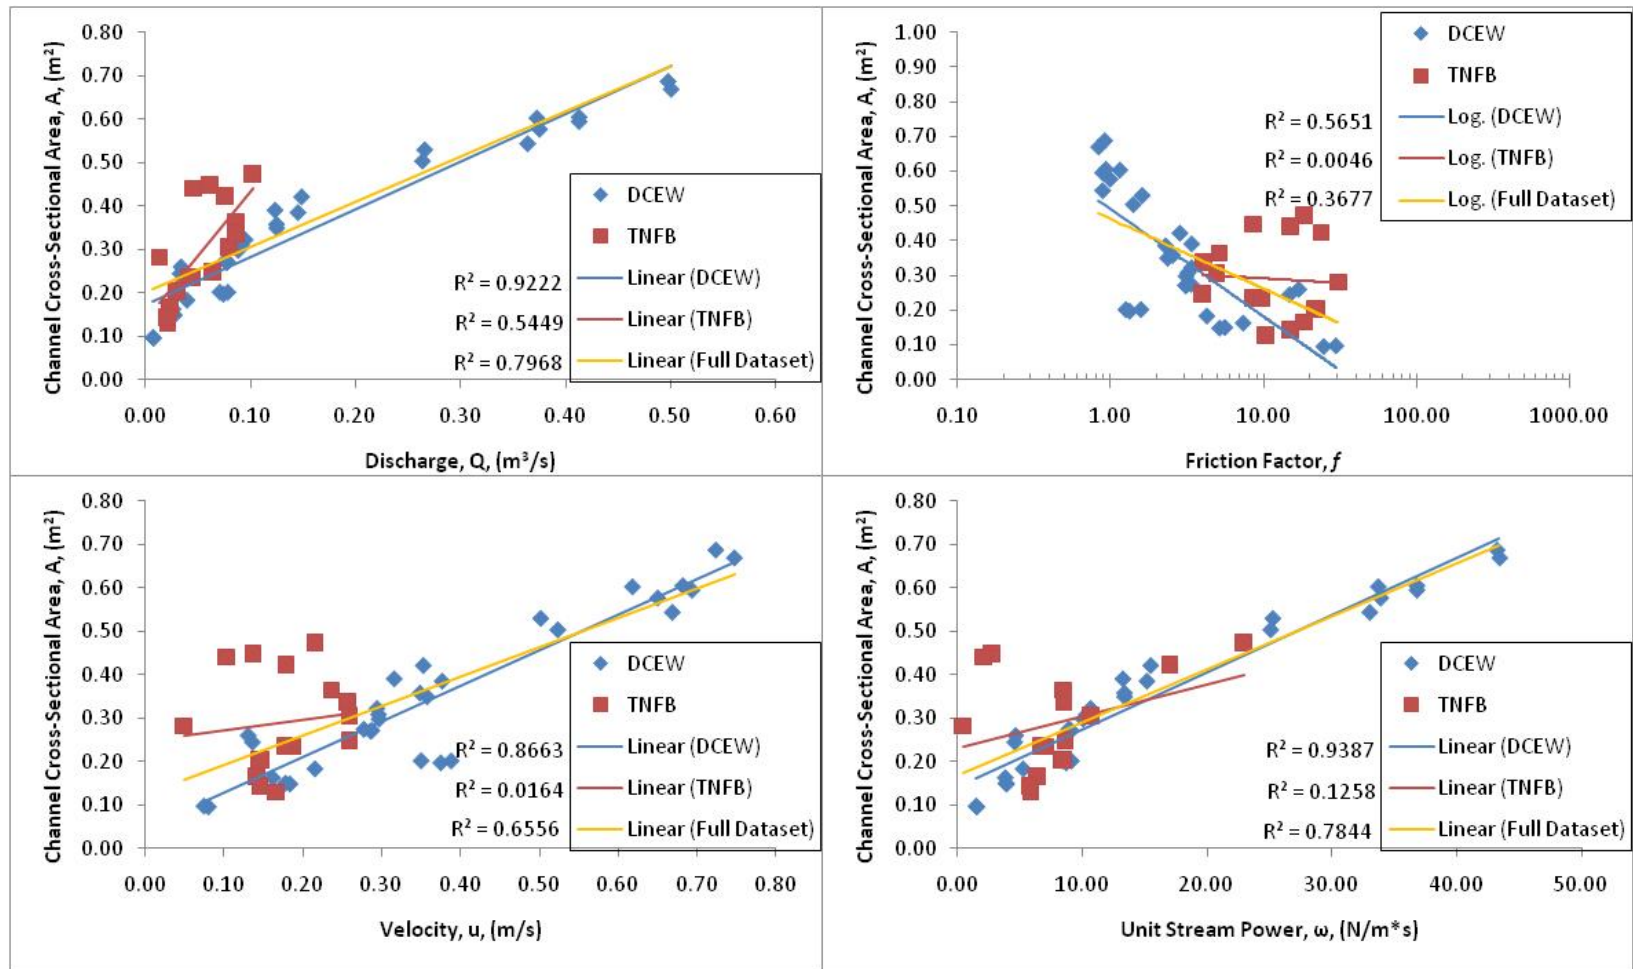 Channel Cross-Sectional Area, A, (m²)
0.80
0.70
0.60
0.50
0.40
0.30
0.20
0.10
0.00
0.00 0.10 0.20 0.30 0.40 0.50 0.60
Discharge, Q, (m³/s)
R² = 0.9222
R² = 0.5449
R² = 0.7968
DCEW
TNFB
Linear (DCEW)
Linear (TNFB)
Linear (Full Dataset)
Channel Cross-Sectional Area, A, (m²)
1.00
0.90
0.80
0.70
0.60
0.50
0.40
0.30
0.20
0.10
0.00
0.10 1.00 10.00 100.00 1000.00
Friction Factor, f
R² = 0.5651
R² = 0.0046
R² = 0.3677
DCEW
TNFB
Log. (DCEW)
Log. (TNFB)
Log. (Full Dataset)
Channel Cross-Sectional Area, A, (m²)
0.80
0.70
0.60
0.50
0.40
0.30
0.20
0.10
0.00
0.00 0.10 0.20 0.30 0.40 0.50 0.60 0.70 0.80
Velocity, u, (m/s)
R² = 0.8663
R² = 0.0164
R² = 0.6556
DCEW
TNFB
Linear (DCEW)
Linear (TNFB)
Linear (Full Dataset)
Channel Cross-Sectional Area, A, (m²)
0.80
0.70
0.60
0.50
0.40
0.30
0.20
0.10
0.00
0.00 10.00 20.00 30.00 40.00 50.00
Unit Stream Power, ω, (N/m*s)
R² = 0.9387
R² = 0.1258
R² = 0.7844
DCEW
TNFB
Linear (DCEW)
Linear (TNFB)
Linear (Full Dataset)